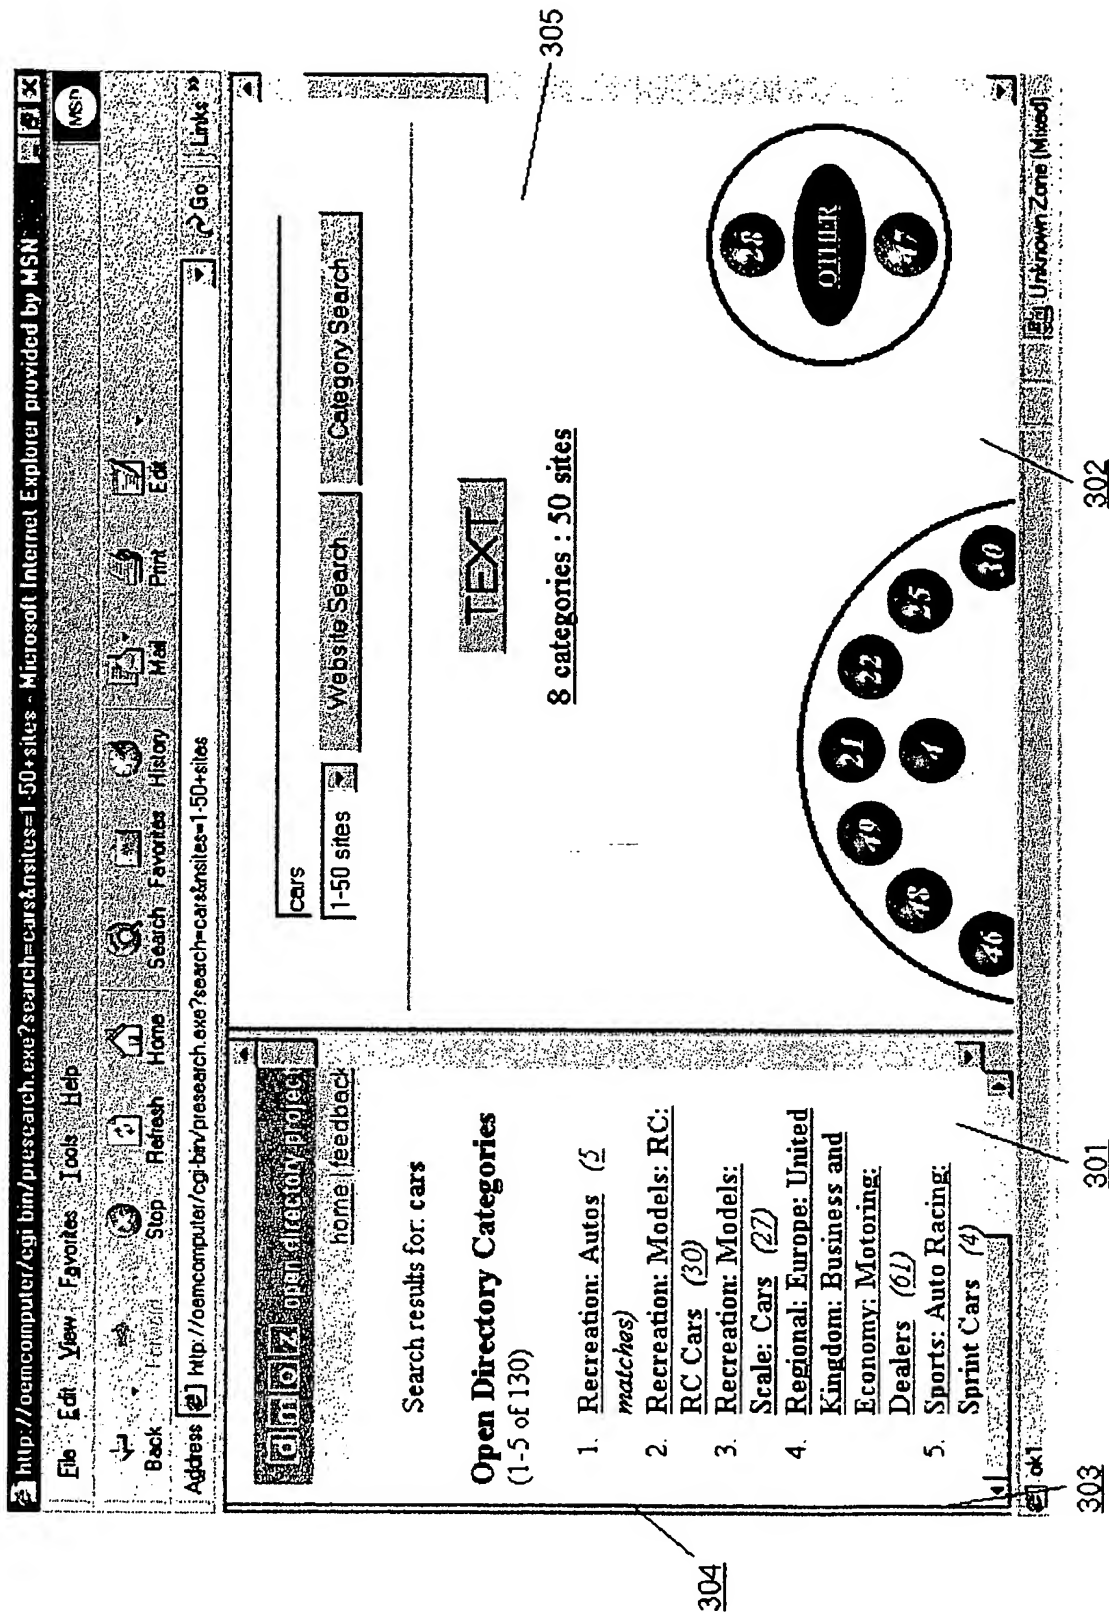 http://oemcomputer/cgi-bin/presearch.exe?search=cars&nsites=1-50+sites - Microsoft Internet Explorer provided by MSN
File Edit View Favorites Tools Help
msn
Back Forward Stop Refresh Home Search Favorites History Mail Print Edit
Address http://oemcomputer/cgi-bin/presearch.exe?search=cars&nsites=1-50+sites Go Links »
dmoz open directory project
home feedback
Search results for: cars
Open Directory Categories
(1-5 of 130)
1. Recreation: Autos (5
matches)
2. Recreation: Models: RC:
RC Cars (30)
3. Recreation: Models:
Scale: Cars (27)
4. Regional: Europe: United
Kingdom: Business and
Economy: Motoring:
Dealers (61)
5. Sports: Auto Racing:
Sprint Cars (4)
cars
1-50 sites Website Search Category Search
TEXT
8 categories : 50 sites
46
48
49
21
22
25
30
4
28
OTHER
47
ok1
Unknown Zone (Mixed)
301
302
303
304
305